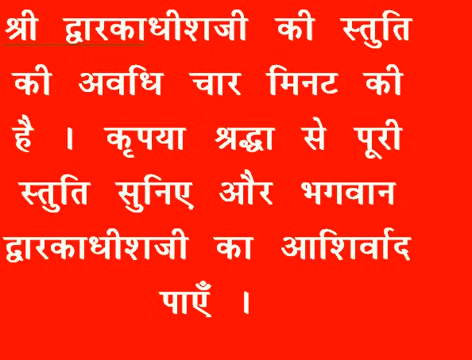 श्री द्वारकाधीशजी की स्तुति
की अवधि चार मिनट की
है । कृपया श्रद्धा से पूरी
स्तुति सुनिए और भगवान
द्वारकाधीशजी का आशिर्वाद
पाएँ ।